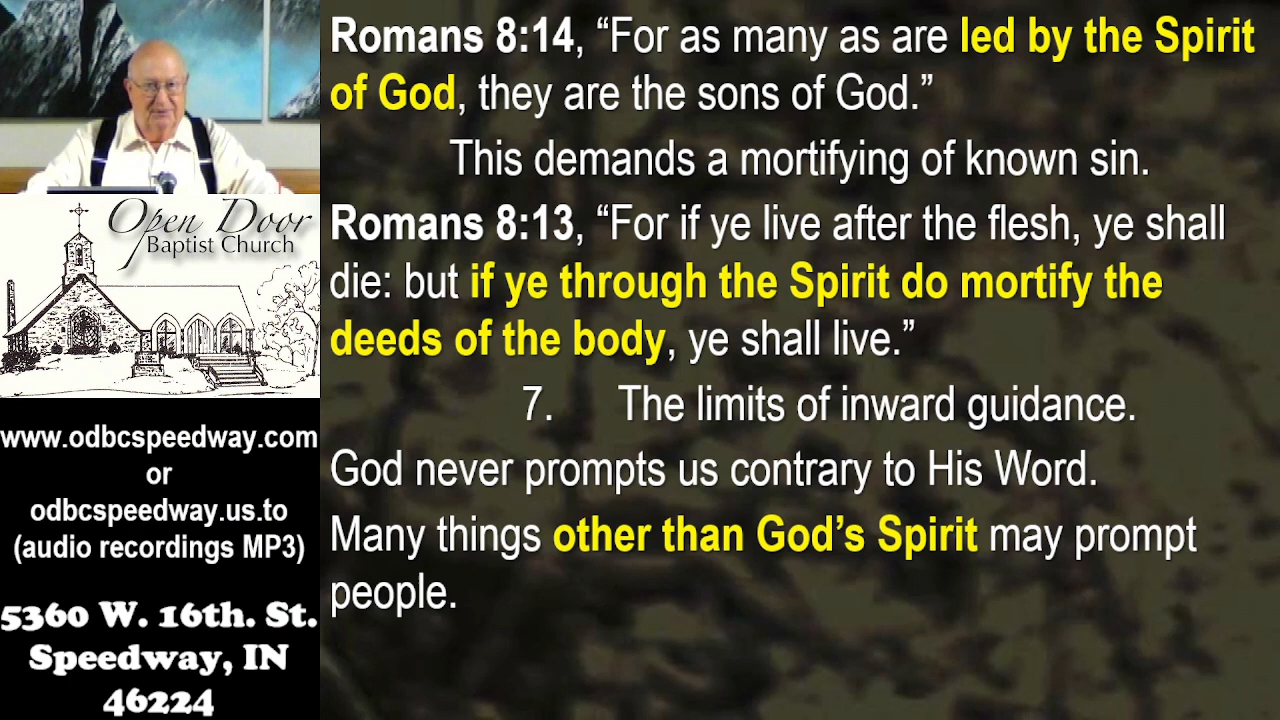 Romans 8:14, “For as many as are led by the Spirit
of God, they are the sons of God.”
This demands a mortifying of known sin.
Romans 8:13, “For if ye live after the flesh, ye shall
die: but if ye through the Spirit do mortify the
deeds of the body, ye shall live.”
7. The limits of inward guidance.
God never prompts us contrary to His Word.
Many things other than God’s Spirit may prompt
people.
Open Door
Baptist Church
www.odbcspeedway.com
or
odbcspeedway.us.to
(audio recordings MP3)
5360 W. 16th. St.
Speedway, IN
46224